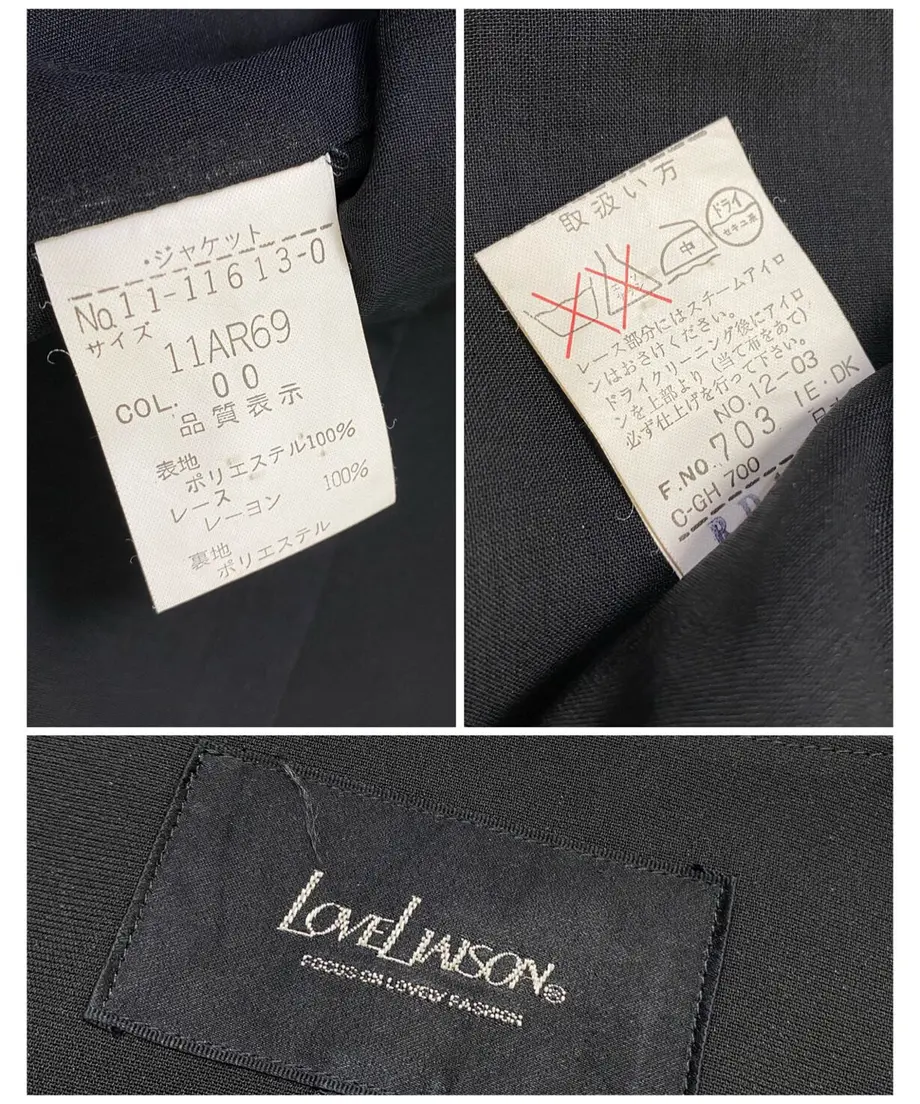 ・ジャケット
No.11-11613-0
サイズ
11AR69
COL. 00
品質表示
表地
ポリエステル100%
レース
レーヨン 100%
裏地
ポリエステル
取扱い方
中
ドライ
セキユ系
レース部分にはスチームアイロ
ンはおさけください。
ドライクリーニング後にアイロ
ンを上部より(当て布をあて)
必ず仕上げを行って下さい。
NO.12-03
F.NO.703 IE・DK
C-GH 700
LOVELIAISON®
FOCUS ON LOVELY FASHION